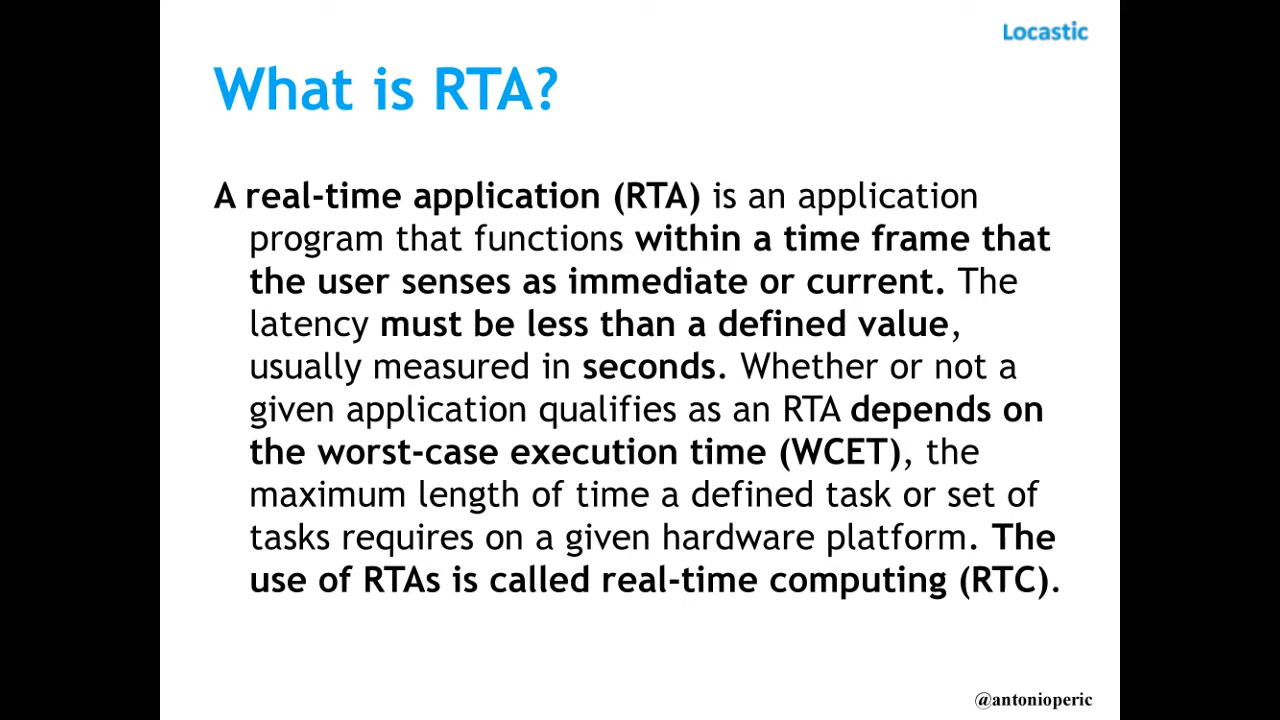 Locastic
What is RTA?
A real-time application (RTA) is an application
program that functions within a time frame that
the user senses as immediate or current. The
latency must be less than a defined value,
usually measured in seconds. Whether or not a
given application qualifies as an RTA depends on
the worst-case execution time (WCET), the
maximum length of time a defined task or set of
tasks requires on a given hardware platform. The
use of RTAs is called real-time computing (RTC).
@antonioperic